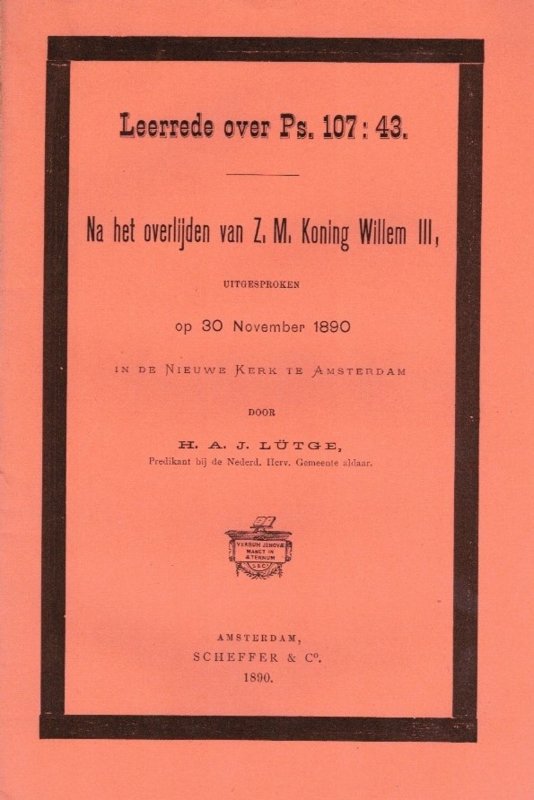 Leerrede over Ps. 107 : 43.
Na het overlijden van Z. M. Koning Willem III,
UITGESPROKEN
op 30 November 1890
IN DE NIEUWE KERK TE AMSTERDAM
DOOR
H. A. J. LÜTGE,
Predikant bij de Nederd. Herv. Gemeente aldaar.
VERBUM JEHOVÆ
MANET IN
ÆTERNUM
S & C
AMSTERDAM,
SCHEFFER & Cº.
1890.